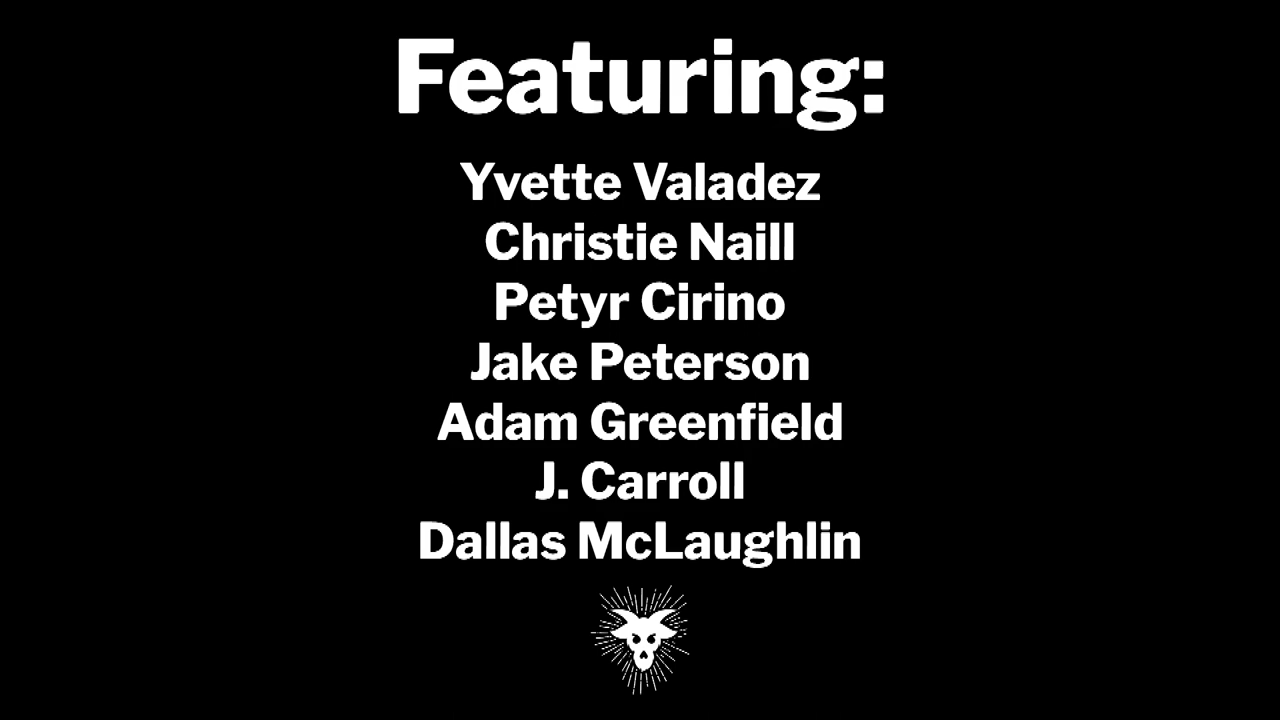 Featuring:
Yvette Valadez
Christie Naill
Petyr Cirino
Jake Peterson
Adam Greenfield
J. Carroll
Dallas McLaughlin